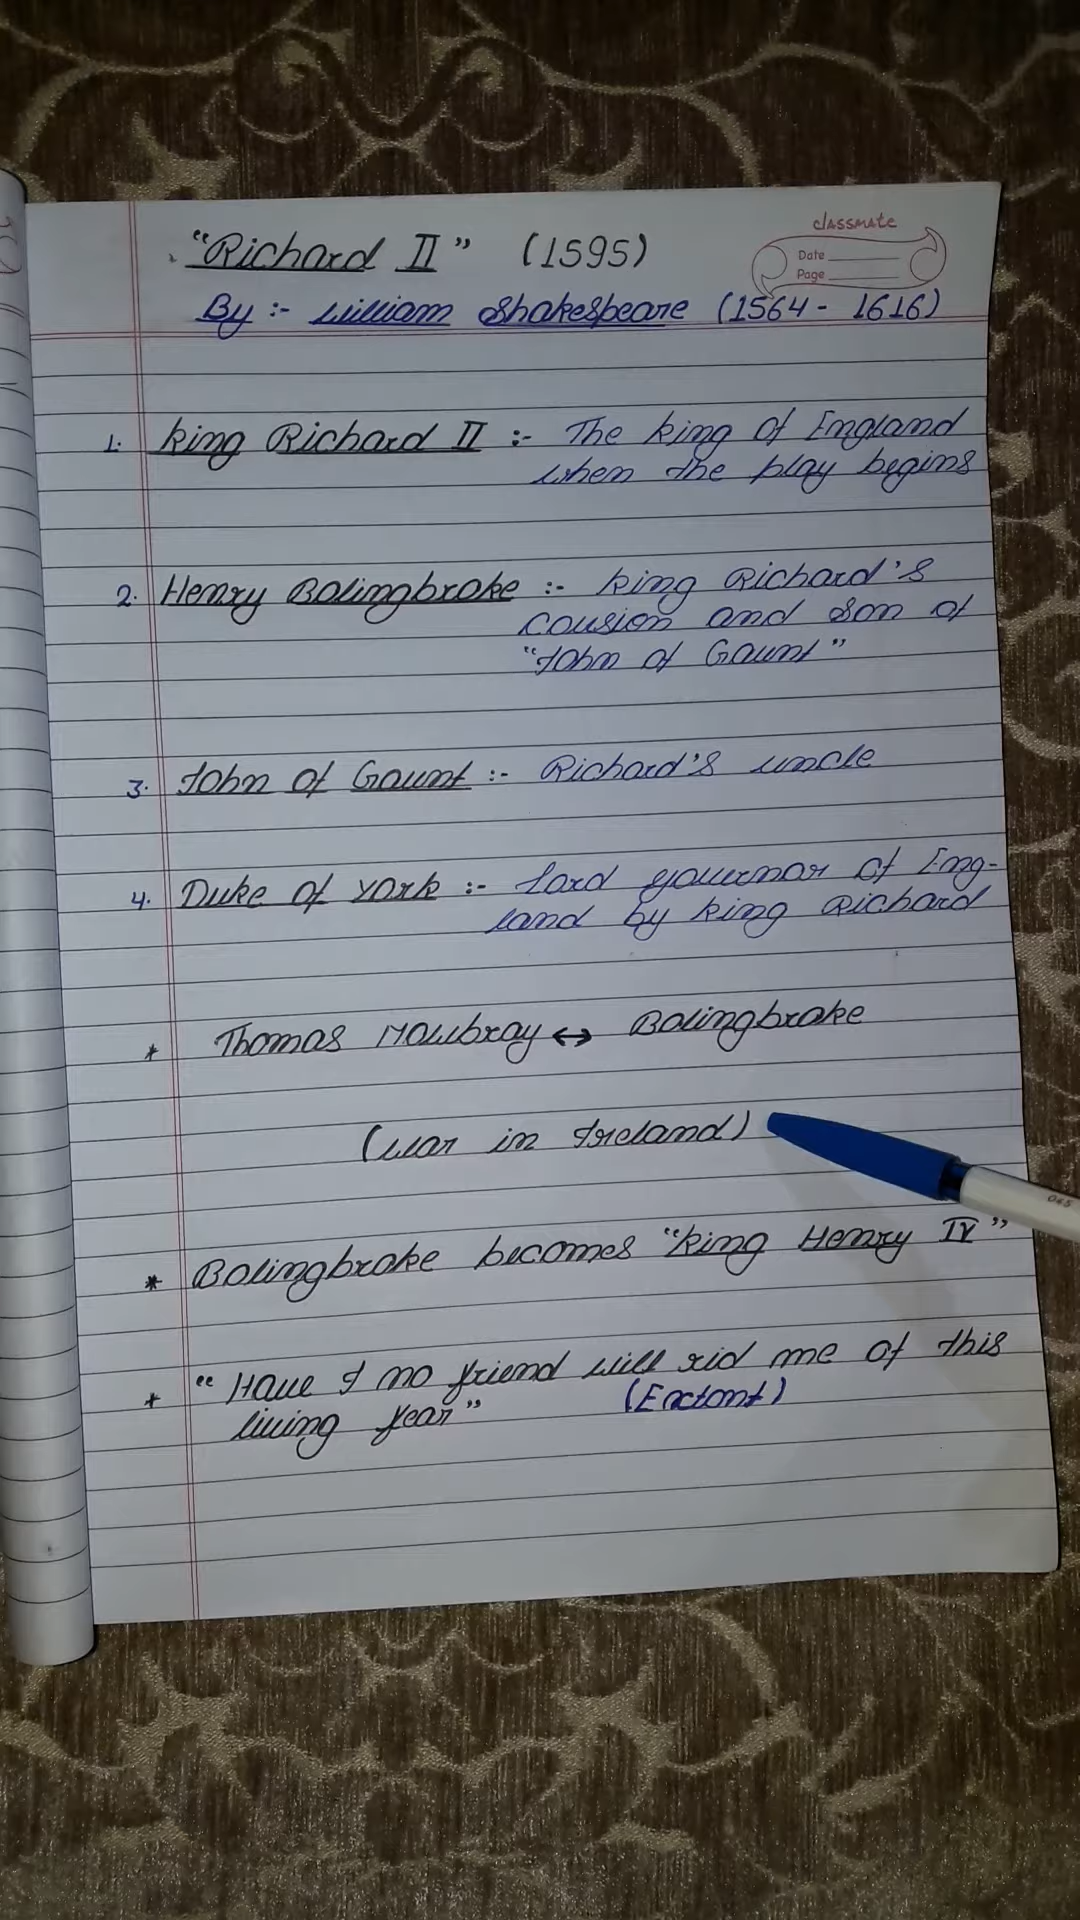 "Richard II" (1595)
classmate
Date
Page
By :- William Shakespeare (1564 - 1616)
1. King Richard II :- The king of England
when the play begins
2. Henry Bolingbroke :- King Richard's
cousion and son of
"John of Gaunt"
3. John of Gaunt :- Richard's uncle
4. Duke of York :- Lord governor of Eng-
land by king Richard
* Thomas Mowbray ↔ Bolingbroke
(war in Ireland)
* Bolingbroke becomes "King Henry IV"
* "Have I no friend will rid me of this
living fear" (Exton)